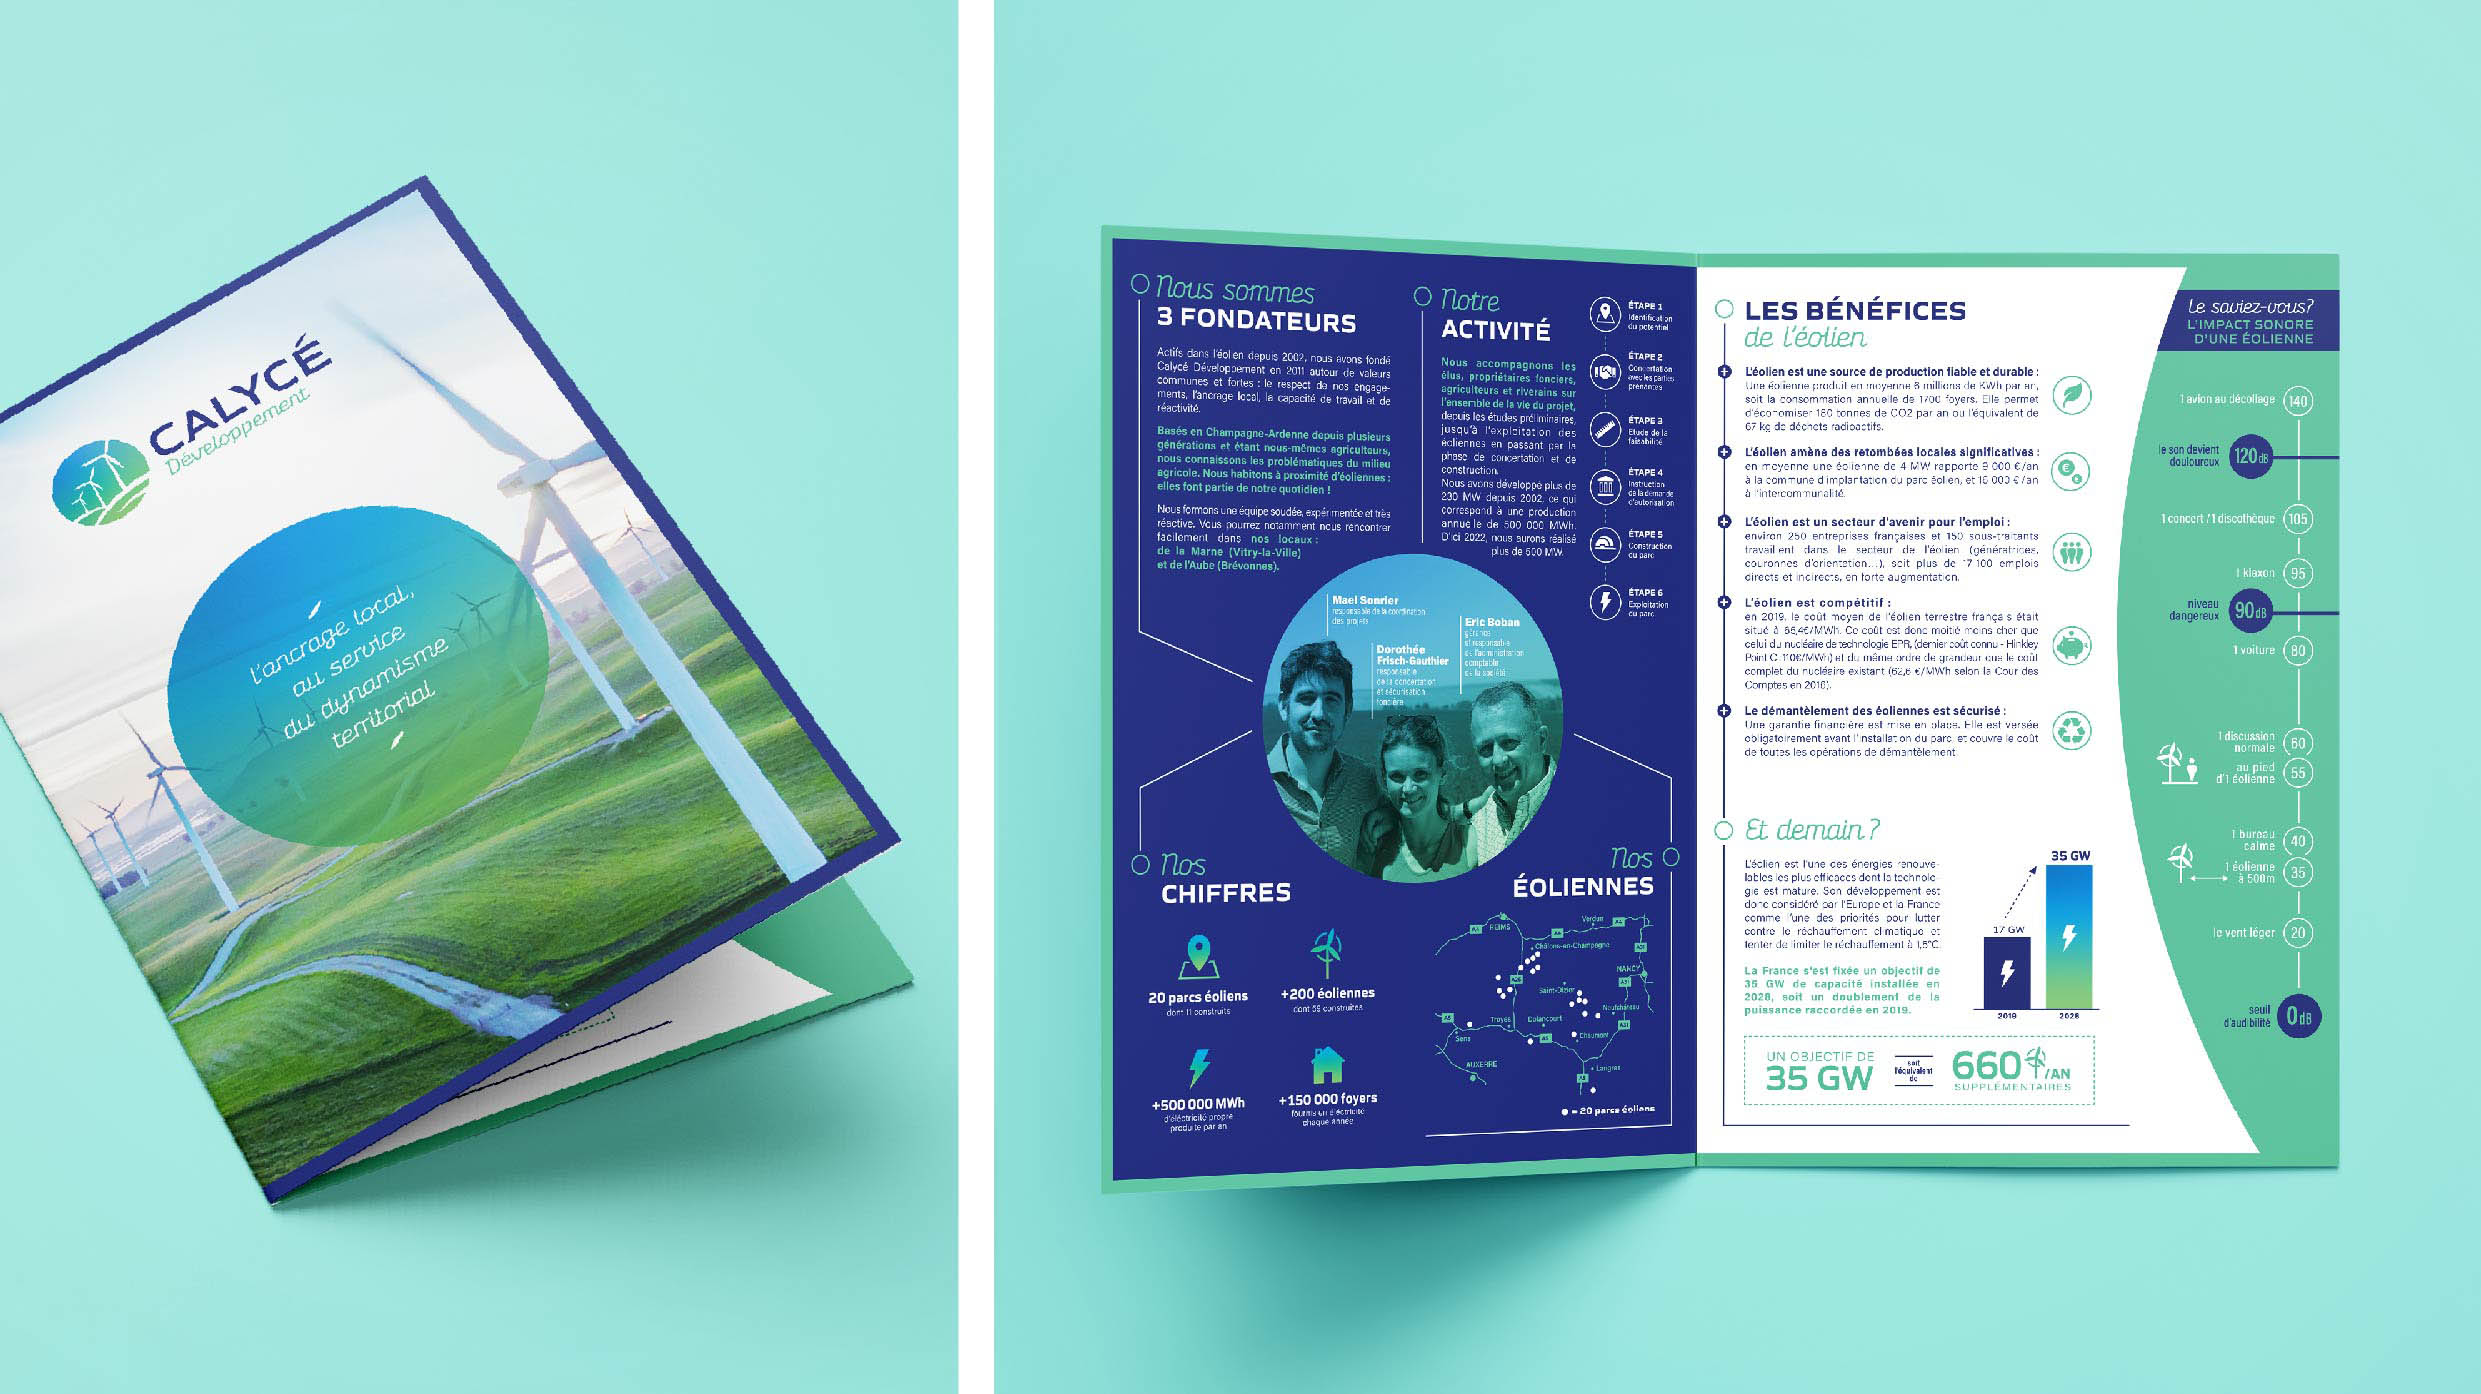 CALYCÉ
Développement
l'ancrage local,
au service
du dynamisme
territorial
Nous sommes
3 FONDATEURS
Actifs dans l'éolien depuis 2002, nous avons fondé
Calycé Développement en 2011 autour de valeurs
communes et fortes : le respect de nos engage-
ments, l'ancrage local, la capacité de travail et de
réactivité.
Basés en Champagne-Ardenne depuis plusieurs
générations et étant nous-mêmes agriculteurs,
nous connaissons les problématiques du milieu
agricole. Nous habitons à proximité d'éoliennes :
elles font partie de notre quotidien !
Nous formons une équipe soudée, expérimentée et très
réactive. Vous pourrez notamment nous rencontrer
facilement dans nos locaux :
de la Marne (Vitry-la-Ville)
et de l'Aube (Brévonnes).
Notre
ACTIVITÉ
Nous accompagnons les
élus, propriétaires fonciers,
agriculteurs et riverains sur
l'ensemble de la vie du projet,
depuis les études préliminaires,
jusqu'à l'exploitation des
éoliennes en passant par la
phase de concertation et de
construction.
Nous avons développé plus de
230 MW depuis 2002, ce qui
correspond à une production
annuelle de 500 000 MWh.
D'ici 2022, nous aurons réalisé
plus de 500 MW.
ÉTAPE 1
Identification
du potentiel
ÉTAPE 2
Concertation
avec les parties
prenantes
ÉTAPE 3
Etude de la
faisabilité
ÉTAPE 4
Instruction
de la demande
d'autorisation
ÉTAPE 5
Construction
du parc
ÉTAPE 6
Exploitation
du parc
Mael Sonrier
responsable de la coordination
des projets
Dorothée
Frisch-Gauthier
responsable
de la concertation
et sécurisation
foncière
Eric Boban
gérance
et responsable
de l'administration
comptable
de la société
Nos
CHIFFRES
20 parcs éoliens
dont 11 construits
+200 éoliennes
dont 59 construites
+500 000 MWh
d'électricité propre
produite par an
+150 000 foyers
fournis en électricité
chaque année
Nos
ÉOLIENNES
REIMS
Verdun
Châlons-en-Champagne
NANCY
Saint-Dizier
Neufchâteau
Troyes
Dolancourt
Sens
Chaumont
AUXERRE
Langres
= 20 parcs éoliens
LES BÉNÉFICES
de l'éolien
L'éolien est une source de production fiable et durable :
Une éolienne produit en moyenne 6 millions de KWh par an,
soit la consommation annuelle de 1700 foyers. Elle permet
d'économiser 180 tonnes de CO2 par an ou l'équivalent de
67 kg de déchets radioactifs.
L'éolien amène des retombées locales significatives :
en moyenne une éolienne de 4 MW rapporte 9 000 €/an
à la commune d'implantation du parc éolien, et 16 000 €/an
à l'intercommunalité.
L'éolien est un secteur d'avenir pour l'emploi :
environ 250 entreprises françaises et 150 sous-traitants
travaillent dans le secteur de l'éolien (génératrices,
couronnes d'orientation...), soit plus de 17 100 emplois
directs et indirects, en forte augmentation.
L'éolien est compétitif :
en 2019, le coût moyen de l'éolien terrestre français était
situé à 65,4€/MWh. Ce coût est donc moitié moins cher que
celui du nucléaire de technologie EPR, (dernier coût connu - Hinkley
Point C-110€/MWh) et du même ordre de grandeur que le coût
complet du nucléaire existant (62,6 €/MWh selon la Cour des
Comptes en 2016).
Le démantèlement des éoliennes est sécurisé :
Une garantie financière est mise en place. Elle est versée
obligatoirement avant l'installation du parc, et couvre le coût
de toutes les opérations de démantèlement.
Et demain ?
L'éolien est l'une des énergies renouve-
lables les plus efficaces dont la technolo-
gie est mature. Son développement est
donc considéré par l'Europe et la France
comme l'une des priorités pour lutter
contre le réchauffement climatique et
tenter de limiter le réchauffement à 1,5°C.
La France s'est fixée un objectif de
35 GW de capacité installée en
2028, soit un doublement de la
puissance raccordée en 2019.
17 GW
35 GW
2019
2028
UN OBJECTIF DE
35 GW
soit
l'équivalent
de
660 /AN
SUPPLÉMENTAIRES
Le saviez-vous?
L'IMPACT SONORE
D'UNE ÉOLIENNE
1 avion au décollage 140
le son devient
douloureux 120 dB
1 concert / 1 discothèque 105
1 klaxon 95
niveau
dangereux 90 dB
1 voiture 80
1 discussion
normale 60
au pied
d'1 éolienne 55
1 bureau
calme 40
1 éolienne
à 500m 35
le vent léger 20
seuil
d'audibilité 0 dB